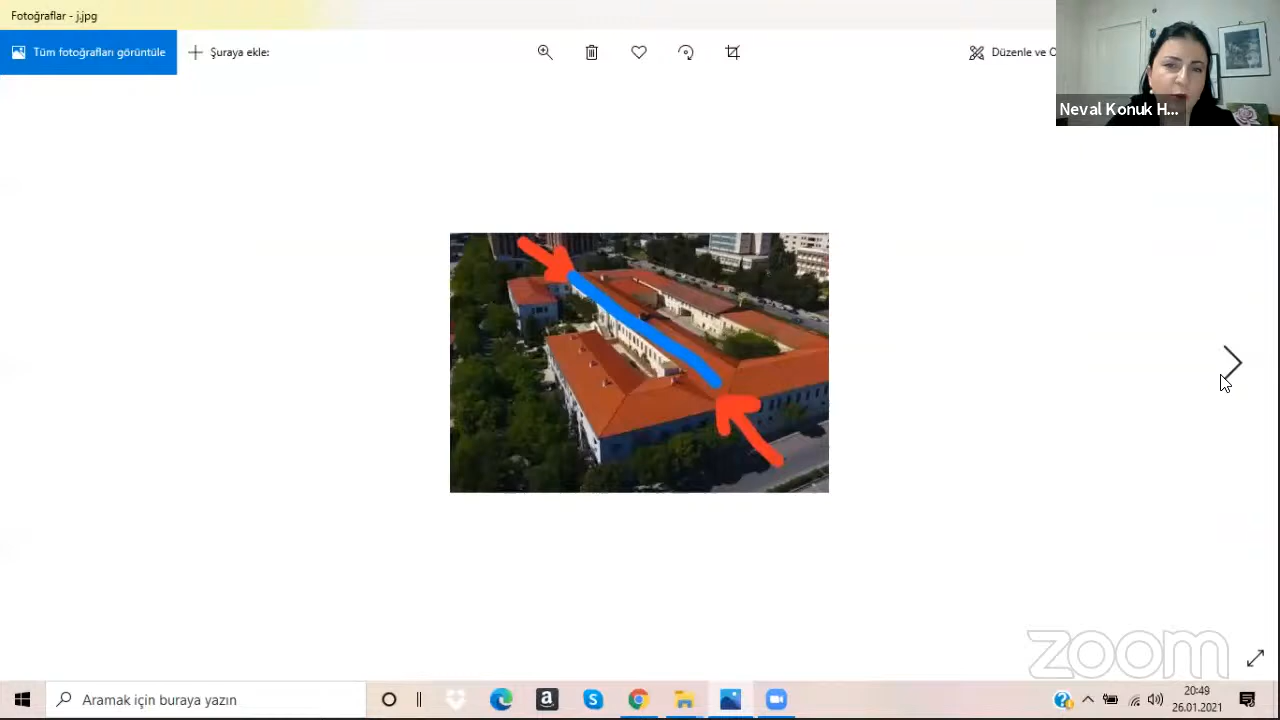 Fotoğraflar - j.jpg
Tüm fotoğrafları görüntüle
Şuraya ekle:
Düzenle ve O
Neval Konuk H...
zoom
Aramak için buraya yazın
20:49
26.01.2021